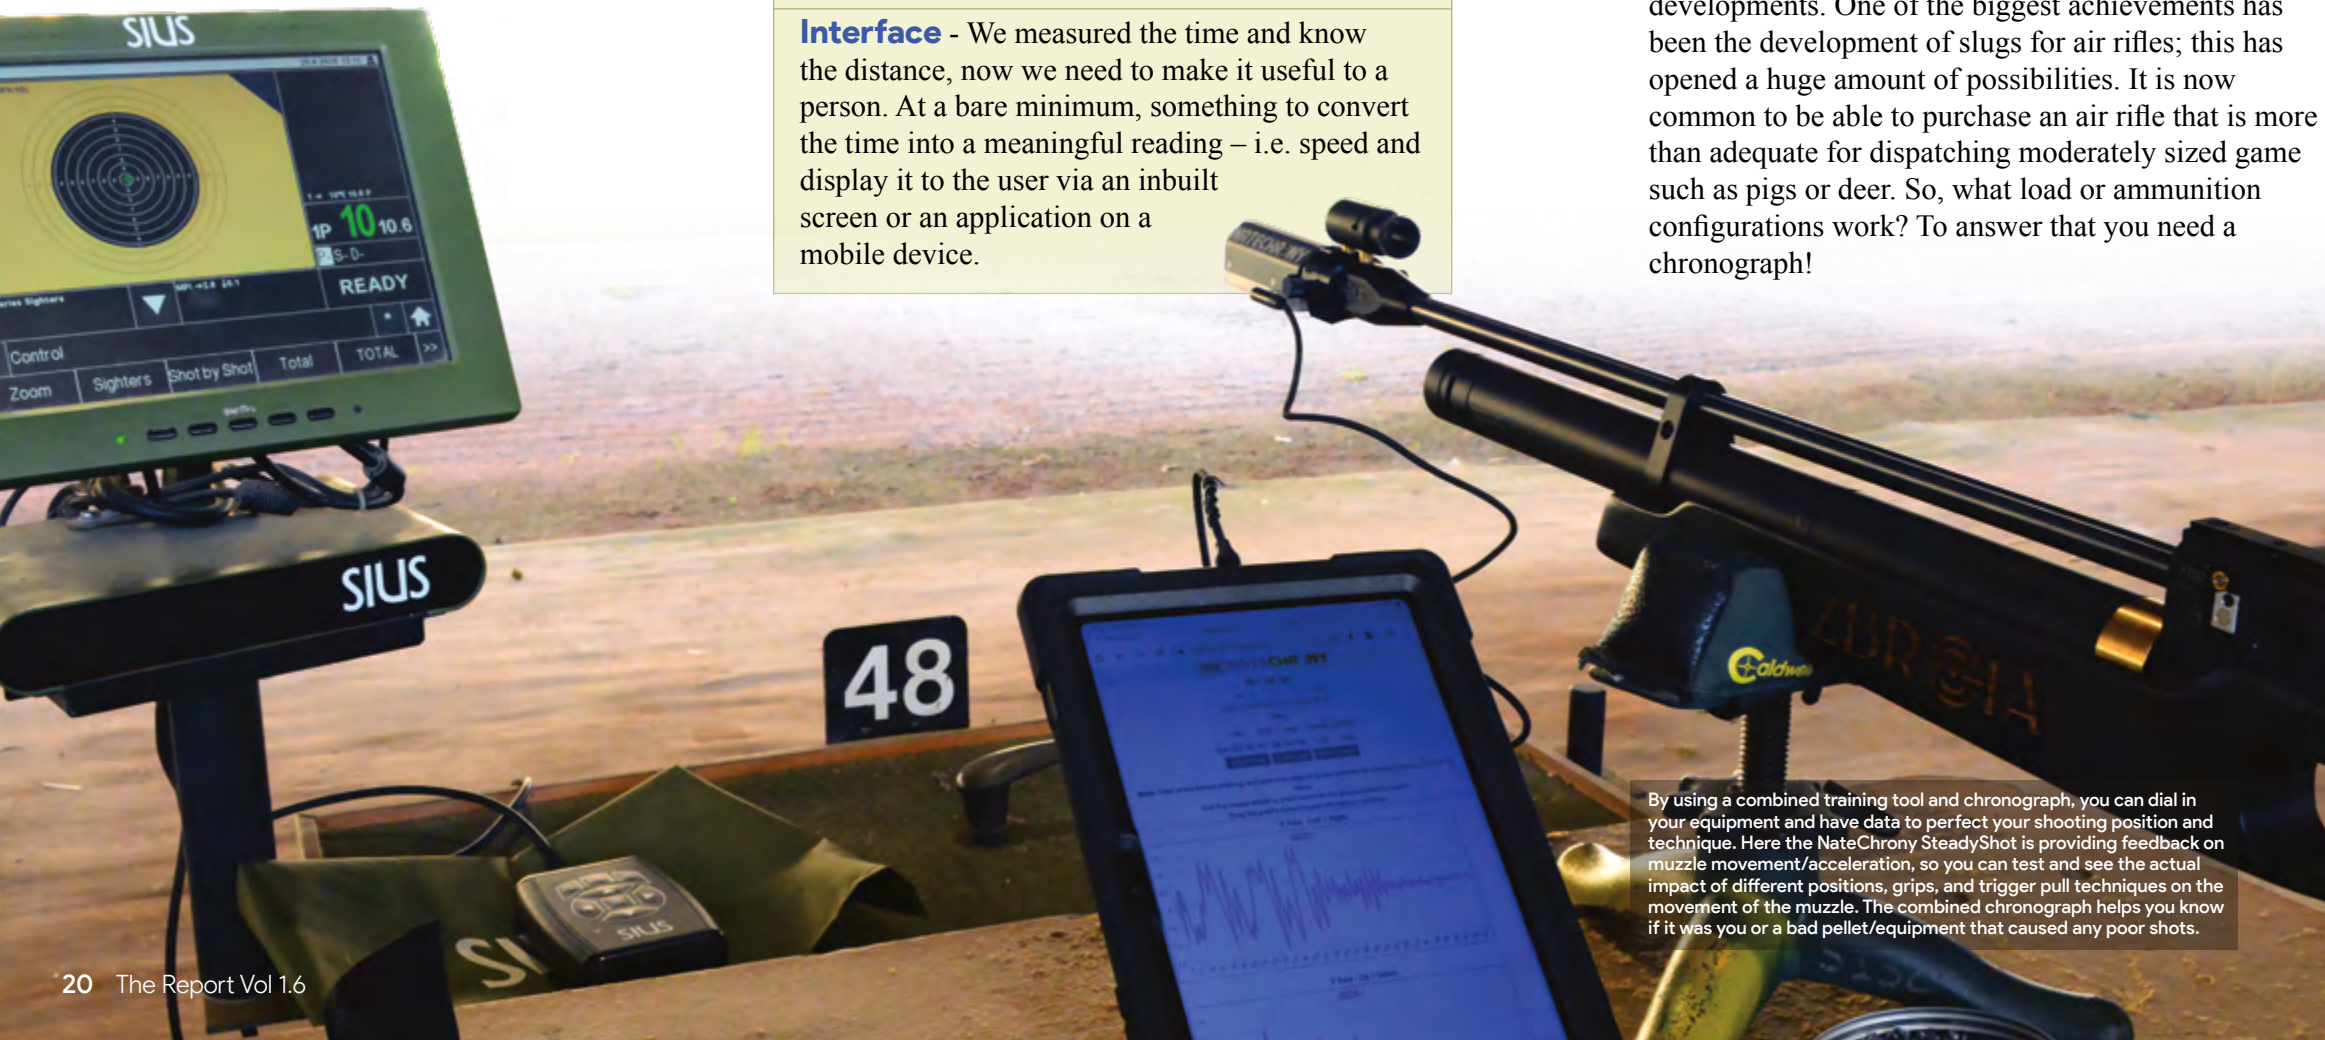 SIUS
1P 10 10.6
P- S- D-
READY
Control
Zoom
Sighters
Shot by Shot
Total
TOTAL
>>
SIUS
Interface - We measured the time and know
the distance, now we need to make it useful to a
person. At a bare minimum, something to convert
the time into a meaningful reading – i.e. speed and
display it to the user via an inbuilt
screen or an application on a
mobile device.
developments. One of the biggest achievements has
been the development of slugs for air rifles; this has
opened a huge amount of possibilities. It is now
common to be able to purchase an air rifle that is more
than adequate for dispatching moderately sized game
such as pigs or deer. So, what load or ammunition
configurations work? To answer that you need a
chronograph!
48
SIUS
By using a combined training tool and chronograph, you can dial in
your equipment and have data to perfect your shooting position and
technique. Here the NateChrony SteadyShot is providing feedback on
muzzle movement/acceleration, so you can test and see the actual
impact of different positions, grips, and trigger pull techniques on the
movement of the muzzle. The combined chronograph helps you know
if it was you or a bad pellet/equipment that caused any poor shots.
20 The Report Vol 1.6